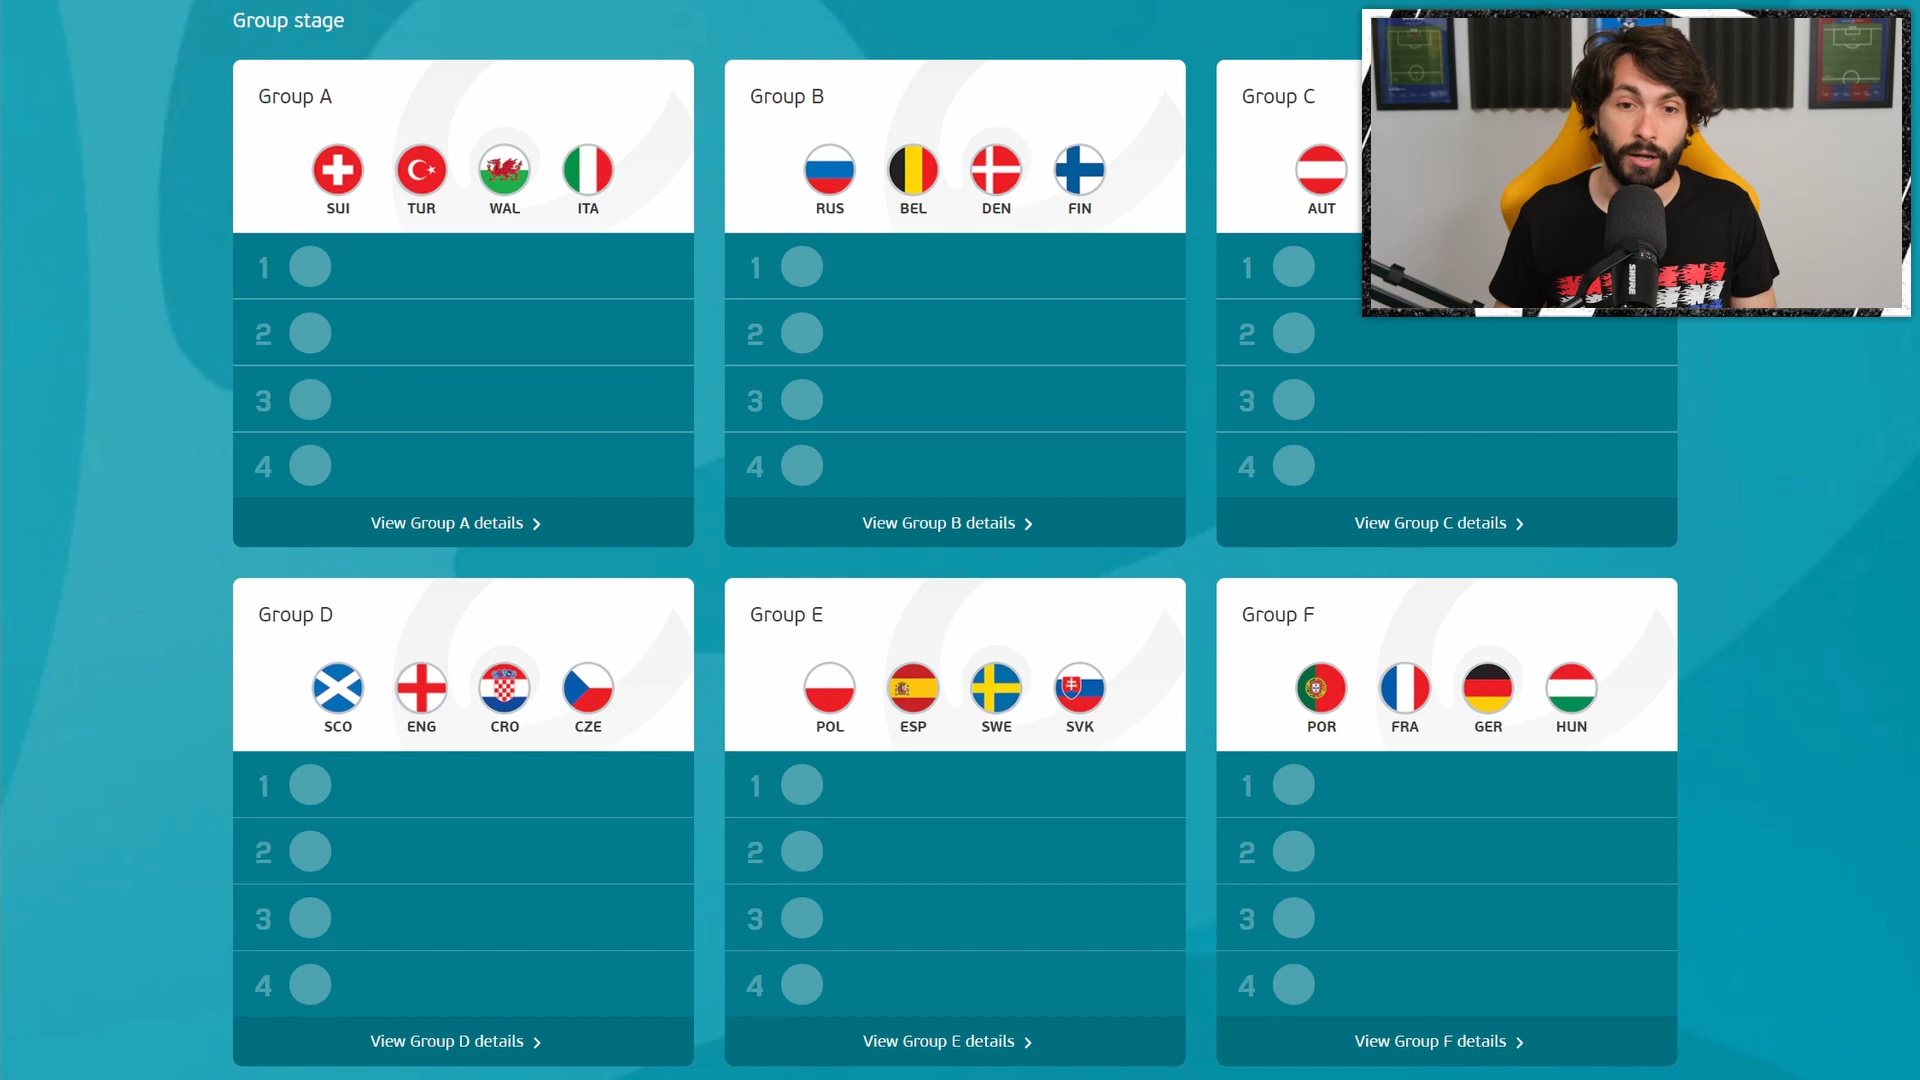 Group stage
Group A
SUI TUR WAL ITA
1
2
3
4
View Group A details
Group B
RUS BEL DEN FIN
1
2
3
4
View Group B details
Group C
AUT
1
2
3
4
View Group C details
SHURE
Group D
SCO ENG CRO CZE
1
2
3
4
View Group D details
Group E
POL ESP SWE SVK
1
2
3
4
View Group E details
Group F
POR FRA GER HUN
1
2
3
4
View Group F details